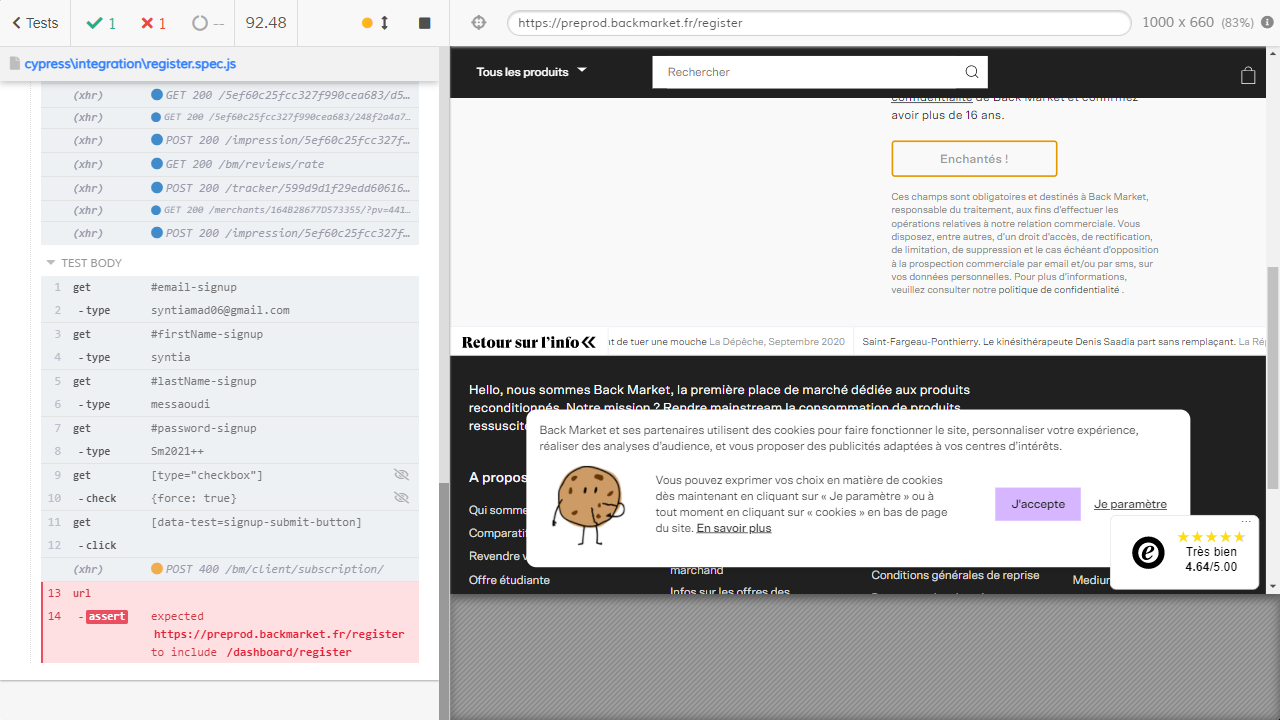 Tests
1
1
--
92.48
https://preprod.backmarket.fr/register
1000 x 660 (83%)
cypress\integration\register.spec.js
(xhr) GET 200 /5ef60c25fcc327f990cea683/d5…
(xhr) GET 200 /5ef60c25fcc327f990cea683/248f2a4a7…
(xhr) POST 200 /impression/5ef60c25fcc327f…
(xhr) GET 200 /bm/reviews/rate
(xhr) POST 200 /tracker/599d9d1f29edd60616…
(xhr) GET 200 /merchants/164B28677D573355/?pv=441…
(xhr) POST 200 /impression/5ef60c25fcc327f…
TEST BODY
1 get #email-signup
2 -type syntiamad06@gmail.com
3 get #firstName-signup
4 -type syntia
5 get #lastName-signup
6 -type messaoudi
7 get #password-signup
8 -type Sm2021++
9 get [type="checkbox"]
10 -check {force: true}
11 get [data-test=signup-submit-button]
12 -click
(xhr) POST 400 /bm/client/subscription/
13 url
14 -assert expected
https://preprod.backmarket.fr/register
to include /dashboard/register
Tous les produits
Rechercher
confidentialité de Back Market et confirmez
avoir plus de 16 ans.
Enchantés !
Ces champs sont obligatoires et destinés à Back Market,
responsable du traitement, aux fins d'effectuer les
opérations relatives à notre relation commerciale. Vous
disposez, entre autres, d'un droit d'accès, de rectification,
de limitation, de suppression et le cas échéant d'opposition
à la prospection commerciale par email et/ou par sms, sur
vos données personnelles. Pour plus d'informations,
veuillez consulter notre politique de confidentialité .
Retour sur l'info
nt de tuer une mouche La Dépêche, Septembre 2020
Saint-Fargeau-Ponthierry. Le kinésithérapeute Denis Saadia part sans remplaçant. La Rép
Hello, nous sommes Back Market, la première place de marché dédiée aux produits
reconditionnés. Notre mission ? Rendre mainstream la consommation de produits
ressuscité
A propos
Qui somme
Comparatif
Revendre v
Offre étudiante
marchand
Infos sur les offres des
Conditions générales de reprise
Medium
Back Market et ses partenaires utilisent des cookies pour faire fonctionner le site, personnaliser votre expérience,
réaliser des analyses d'audience, et vous proposer des publicités adaptées à vos centres d'intérêts.
Vous pouvez exprimer vos choix en matière de cookies
dès maintenant en cliquant sur « Je paramètre » ou à
tout moment en cliquant sur « cookies » en bas de page
du site. En savoir plus
J'accepte
Je paramètre
...
e
Très bien
4.64/5.00